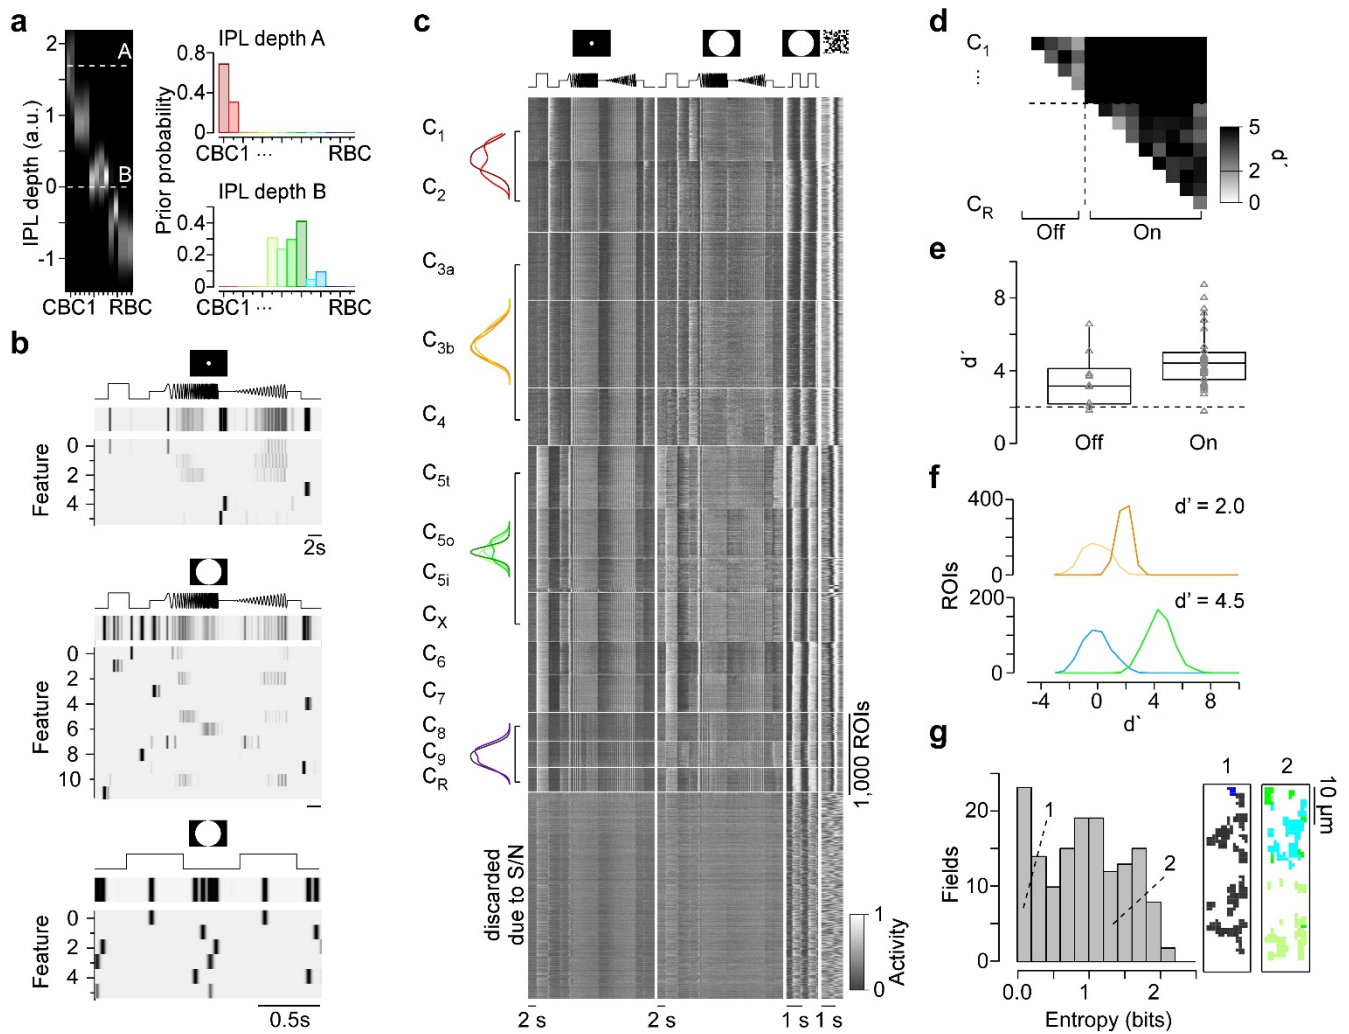 a
IPL depth (a.u.)
2
1
0
-1
A
B
CBC1
RBC
Prior probability
IPL depth A
0.8
0.4
0
CBC1 ...
RBC
IPL depth B
0.4
0.2
0
CBC1 ...
RBC
b
Feature
0
2
4
2s
Feature
0
2
4
6
8
10
Feature
0
2
4
0.5s
c
C1
C2
C3a
C3b
C4
C5t
C5o
C5i
CX
C6
C7
C8
C9
CR
discarded
due to S/N
1,000 ROIs
1
0
Activity
2 s
2 s
1 s
1 s
d
C1
⋮
CR
Off
On
5
2
0
d´
e
d´
8
4
0
Off
On
f
ROIs
400
0
d' = 2.0
200
0
d' = 4.5
-4
0
4
8
d`
g
Fields
20
10
0
1
2
0.0
1
2
Entropy (bits)
1
2
10 µm